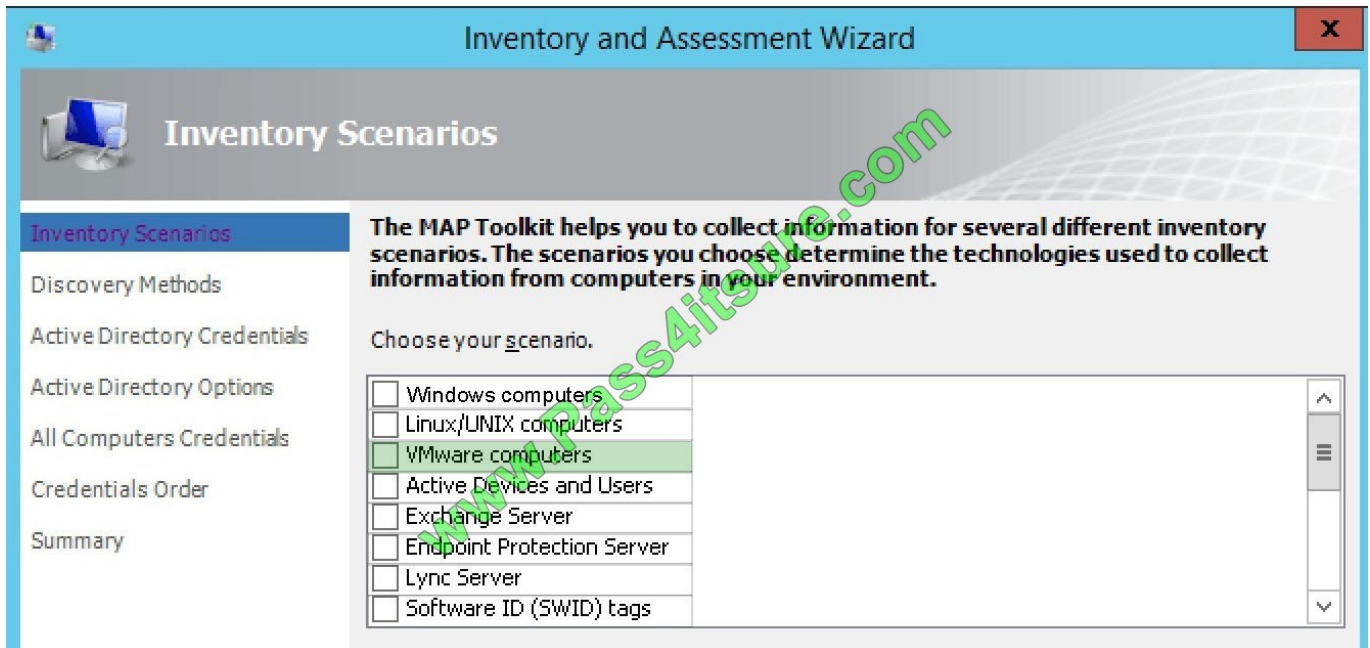 Inventory and Assessment Wizard
x
Inventory Scenarios
Inventory Scenarios
Discovery Methods
Active Directory Credentials
Active Directory Options
All Computers Credentials
Credentials Order
Summary
The MAP Toolkit helps you to collect information for several different inventory
scenarios. The scenarios you choose determine the technologies used to collect
information from computers in your environment.
Choose your scenario.
Windows computers
Linux/UNIX computers
VMware computers
Active Devices and Users
Exchange Server
Endpoint Protection Server
Lync Server
Software ID (SWID) tags
www.Pass4itsure.com